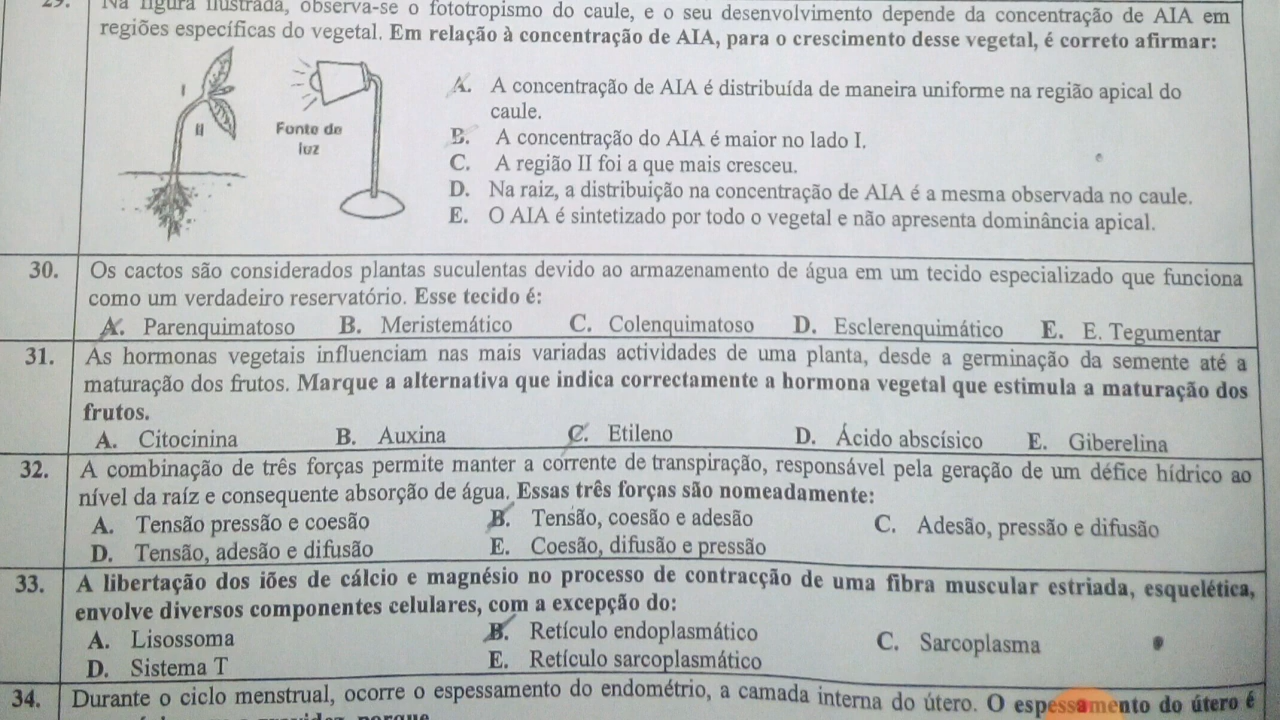 29. Na figura ilustrada, observa-se o fototropismo do caule, e o seu desenvolvimento depende da concentração de AIA em
regiões específicas do vegetal. Em relação à concentração de AIA, para o crescimento desse vegetal, é correto afirmar:
I
II
Fonte de
luz
A. A concentração de AIA é distribuída de maneira uniforme na região apical do
caule.
B. A concentração do AIA é maior no lado I.
C. A região II foi a que mais cresceu.
D. Na raiz, a distribuição na concentração de AIA é a mesma observada no caule.
E. O AIA é sintetizado por todo o vegetal e não apresenta dominância apical.
30. Os cactos são considerados plantas suculentas devido ao armazenamento de água em um tecido especializado que funciona
como um verdadeiro reservatório. Esse tecido é:
A. Parenquimatoso B. Meristemático C. Colenquimatoso D. Esclerenquimático E. E. Tegumentar
31. As hormonas vegetais influenciam nas mais variadas actividades de uma planta, desde a germinação da semente até a
maturação dos frutos. Marque a alternativa que indica correctamente a hormona vegetal que estimula a maturação dos
frutos.
A. Citocinina B. Auxina C. Etileno D. Ácido abscísico E. Giberelina
32. A combinação de três forças permite manter a corrente de transpiração, responsável pela geração de um défice hídrico ao
nível da raíz e consequente absorção de água. Essas três forças são nomeadamente:
A. Tensão pressão e coesão B. Tensão, coesão e adesão C. Adesão, pressão e difusão
D. Tensão, adesão e difusão E. Coesão, difusão e pressão
33. A libertação dos iões de cálcio e magnésio no processo de contracção de uma fibra muscular estriada, esquelética,
envolve diversos componentes celulares, com a excepção do:
A. Lisossoma B. Retículo endoplasmático C. Sarcoplasma
D. Sistema T E. Retículo sarcoplasmático
34. Durante o ciclo menstrual, ocorre o espessamento do endométrio, a camada interna do útero. O espessamento do útero é